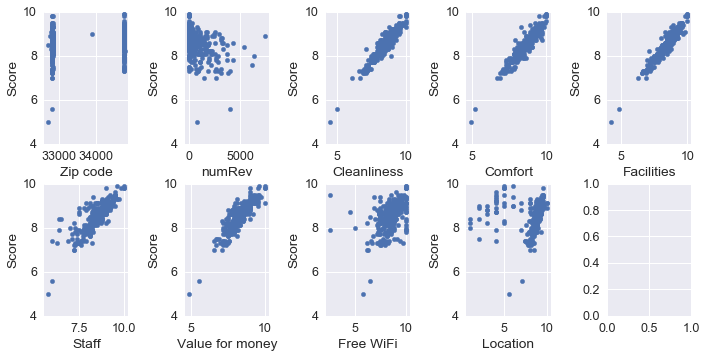 10 10 10 10 10
8 8 8 8 8
Score Score Score Score Score
6 6 6 6 6
4 4 4 4 4
33000 34000 0 5000 5 10 5 10 5 10
Zip code numRev Cleanliness Comfort Facilities
10 10 10 10 1.0
8 8 8 8 0.8
0.6
Score Score Score Score
6 6 6 6 0.4
0.2
4 4 4 4 0.0
7.5 10.0 5 10 5 10 5 10 0.0 0.5 1.0
Staff Value for money Free WiFi Location